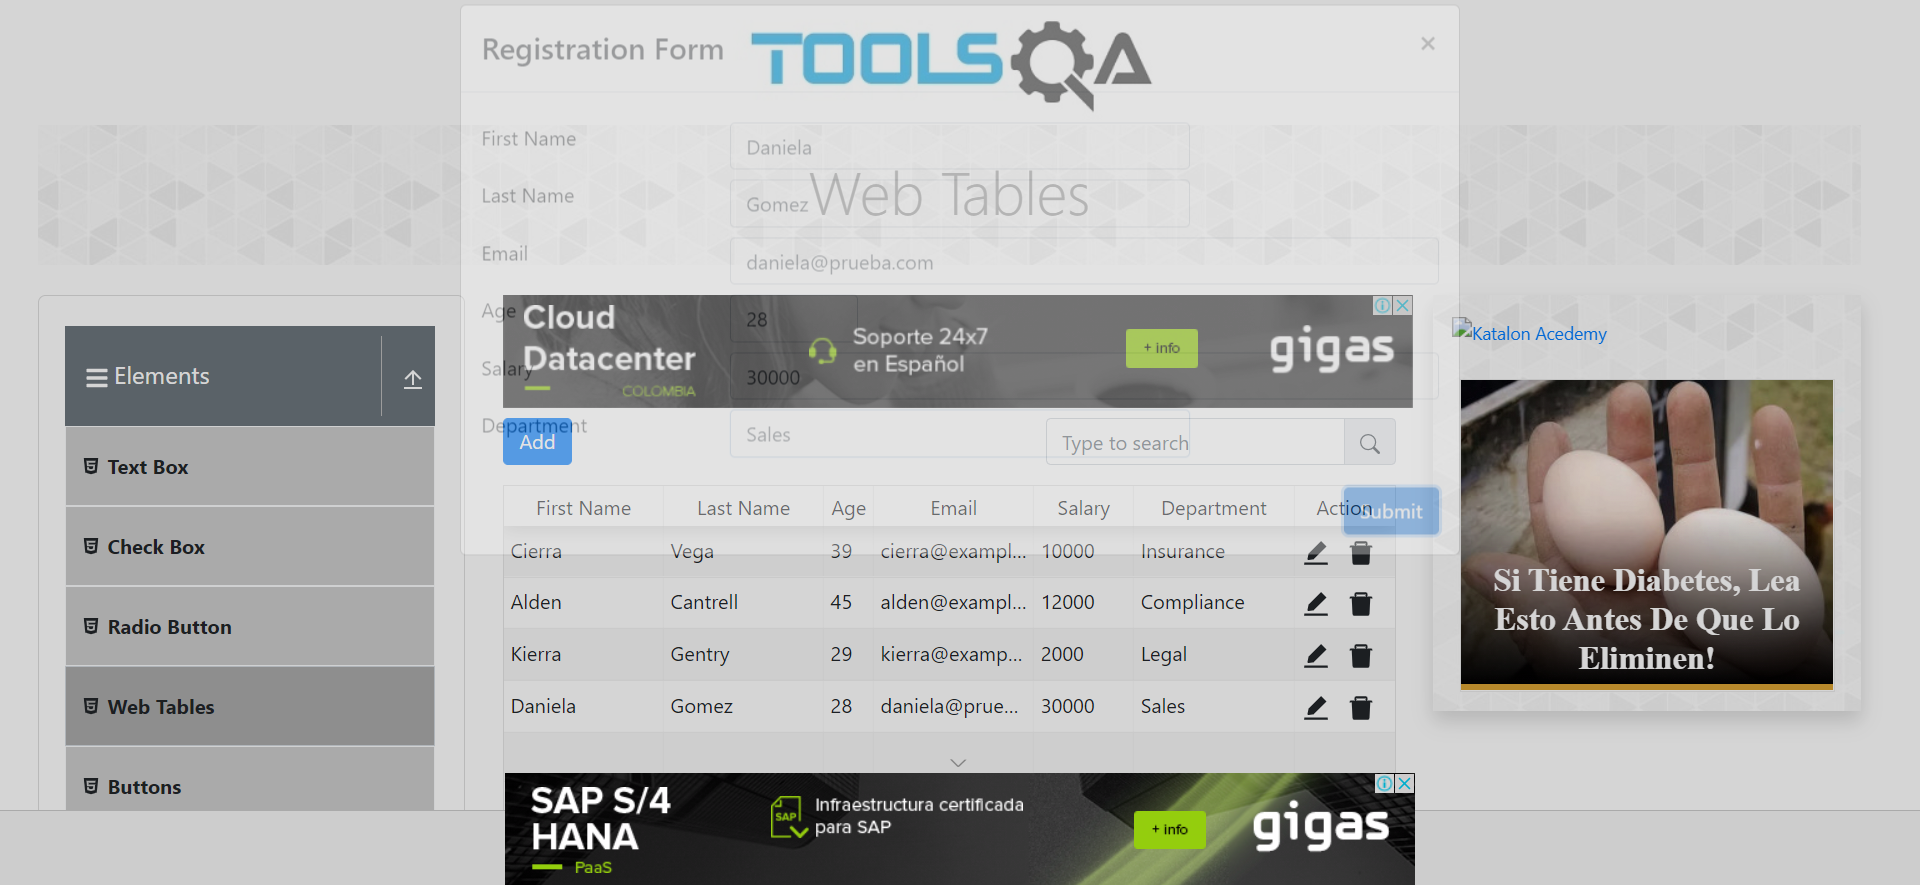 Registration Form
TOOLSQA
×
First Name
Daniela
Last Name
Gomez
Web Tables
Email
daniela@prueba.com
Age
28
Salary
30000
Department
Sales
Submit
Cloud
Datacenter
COLOMBIA
Soporte 24x7
en Español
+ info
gigas
Katalon Acedemy
Elements
Text Box
Check Box
Radio Button
Web Tables
Buttons
Add
Type to search
First Name Last Name Age Email Salary Department Action
Cierra Vega 39 cierra@exampl... 10000 Insurance
Alden Cantrell 45 alden@exampl... 12000 Compliance
Kierra Gentry 29 kierra@examp... 2000 Legal
Daniela Gomez 28 daniela@prue... 30000 Sales
Si Tiene Diabetes, Lea
Esto Antes De Que Lo
Eliminen!
SAP S/4
HANA
PaaS
SAP
Infraestructura certificada
para SAP
+ info
gigas